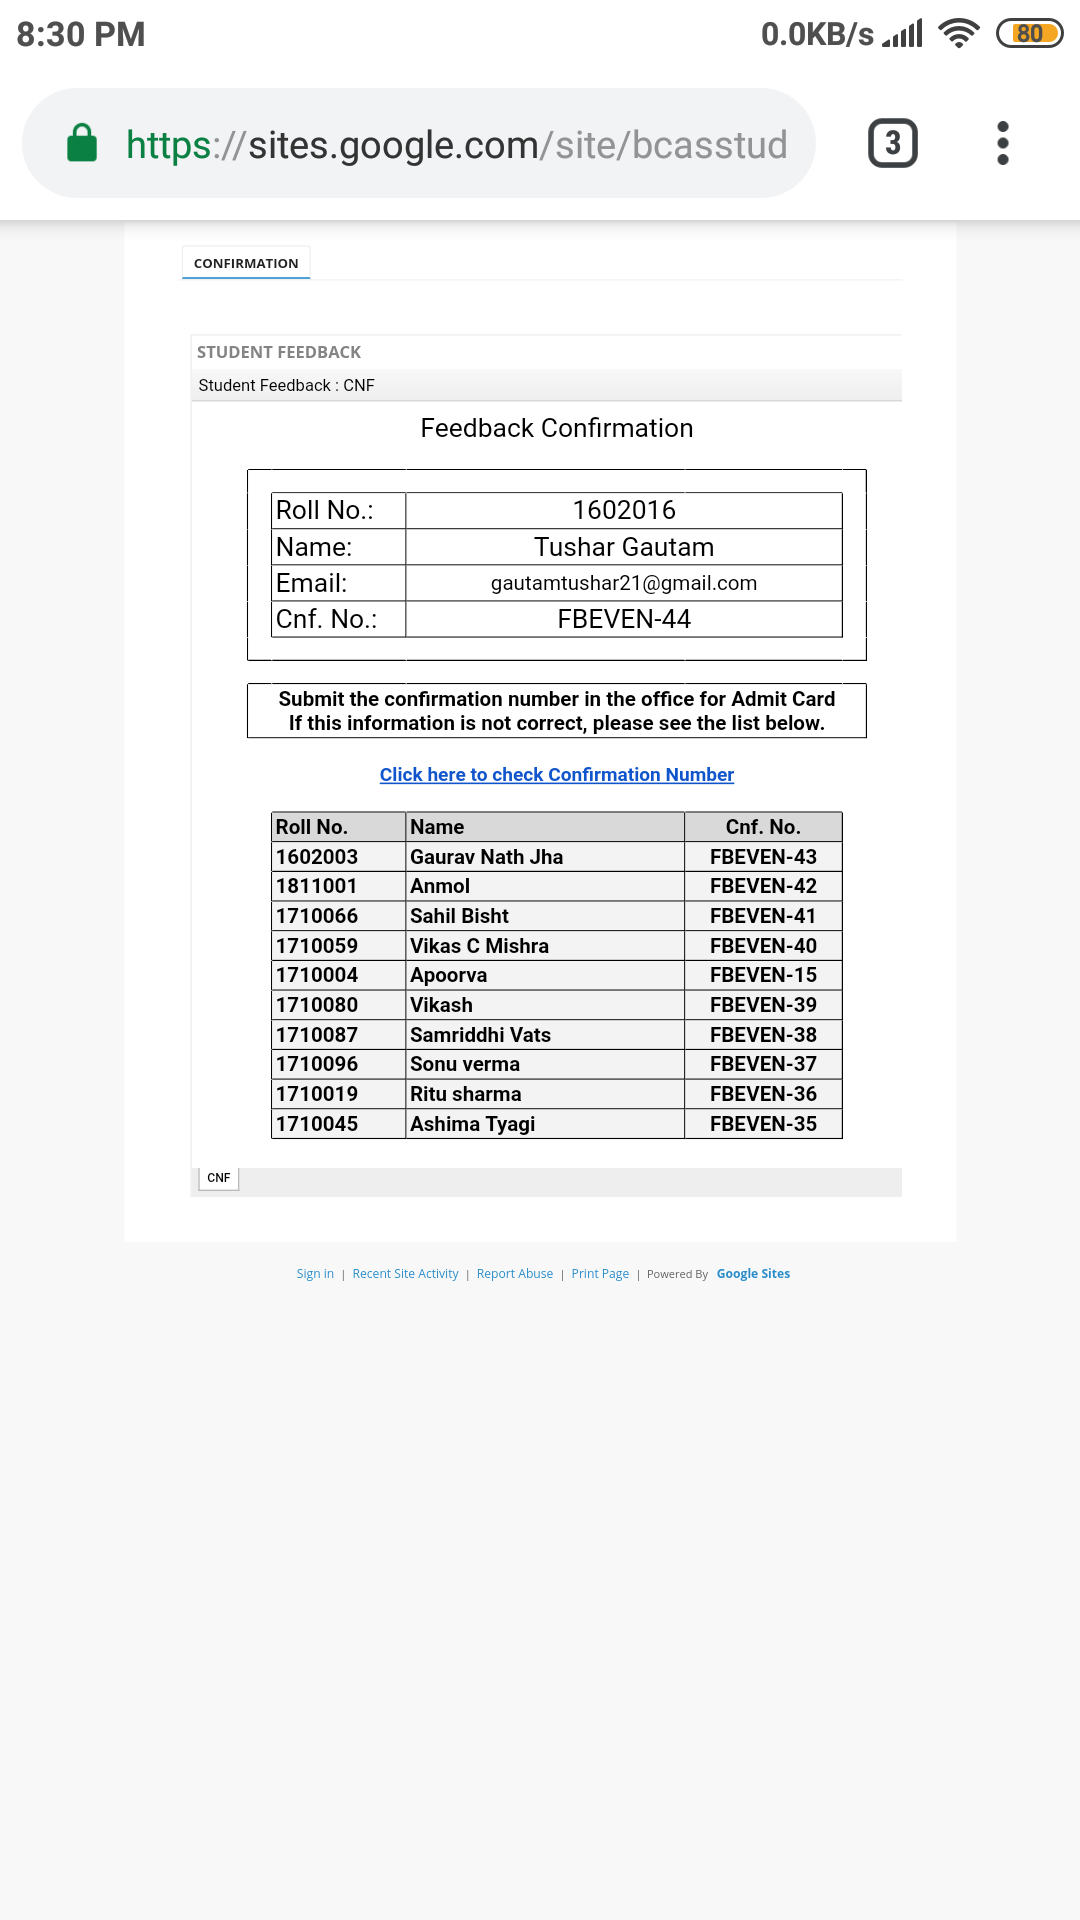 8:30 PM 0.0KB/s 80
https://sites.google.com/site/bcasstud 3
CONFIRMATION
STUDENT FEEDBACK
Student Feedback : CNF
Feedback Confirmation
Roll No.: 1602016
Name: Tushar Gautam
Email: gautamtushar21@gmail.com
Cnf. No.: FBEVEN-44
Submit the confirmation number in the office for Admit Card
If this information is not correct, please see the list below.
Click here to check Confirmation Number
Roll No. Name Cnf. No.
1602003 Gaurav Nath Jha FBEVEN-43
1811001 Anmol FBEVEN-42
1710066 Sahil Bisht FBEVEN-41
1710059 Vikas C Mishra FBEVEN-40
1710004 Apoorva FBEVEN-15
1710080 Vikash FBEVEN-39
1710087 Samriddhi Vats FBEVEN-38
1710096 Sonu verma FBEVEN-37
1710019 Ritu sharma FBEVEN-36
1710045 Ashima Tyagi FBEVEN-35
CNF
Sign in | Recent Site Activity | Report Abuse | Print Page | Powered By Google Sites